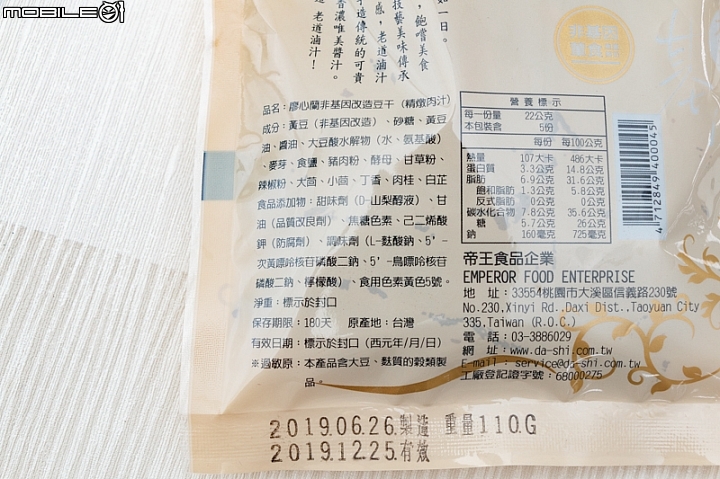 mobile01
如一日。
，飽嚐美食
技藝美味傳承
感，老道滷汁
造傳統的可貴
香濃唯美醬汁。
道 老道滷汁！
品名：廖心蘭非基因改造豆干（精燉肉汁）
成分：黃豆（非基因改造）、砂糖、黃豆
油、醬油、大豆酸水解物（水、氨基酸）
、麥芽、食鹽、豬肉粉、酵母、甘草粉、
辣椒粉、大茴、小茴、丁香、肉桂、白芷
食品添加物：甜味劑（D-山梨醇液）、甘
油（品質改良劑）、焦糖色素、己二烯酸
鉀（防腐劑）、調味劑（L-麩酸鈉、5'-
次黃嘌呤核苷磷酸二鈉、5'-鳥嘌呤核苷
磷酸二鈉、檸檬酸）、食用色素黃色5號。
淨重：標示於封口
保存期限：180天 原產地：台灣
有效日期：標示於封口（西元年/月/日）
※過敏原：本產品含大豆、麩質的穀類製
品。
營養標示
每一份量 22公克
本包裝含 5份
每份 每100公克
熱量 107大卡 486大卡
蛋白質 3.3公克 14.8公克
脂肪 6.9公克 31.6公克
飽和脂肪 1.3公克 5.8公克
反式脂肪 0公克 0公克
碳水化合物 7.8公克 35.6公克
糖 5.7公克 26公克
鈉 160毫克 725毫克
4 712849 400045
帝王食品企業
EMPEROR FOOD ENTERPRISE
地 址：33554桃園市大溪區信義路230號
No.230,Xinyi Rd.,Daxi Dist.,Taoyuan City
335,Taiwan (R.O.C.)
電 話：03-3886029
網 址：www.da-shi.com.tw
E-mail：service@da-shi.com.tw
工廠登記證字號：68000275
2019.06.26.製造 重量110.G
2019.12.25.有效